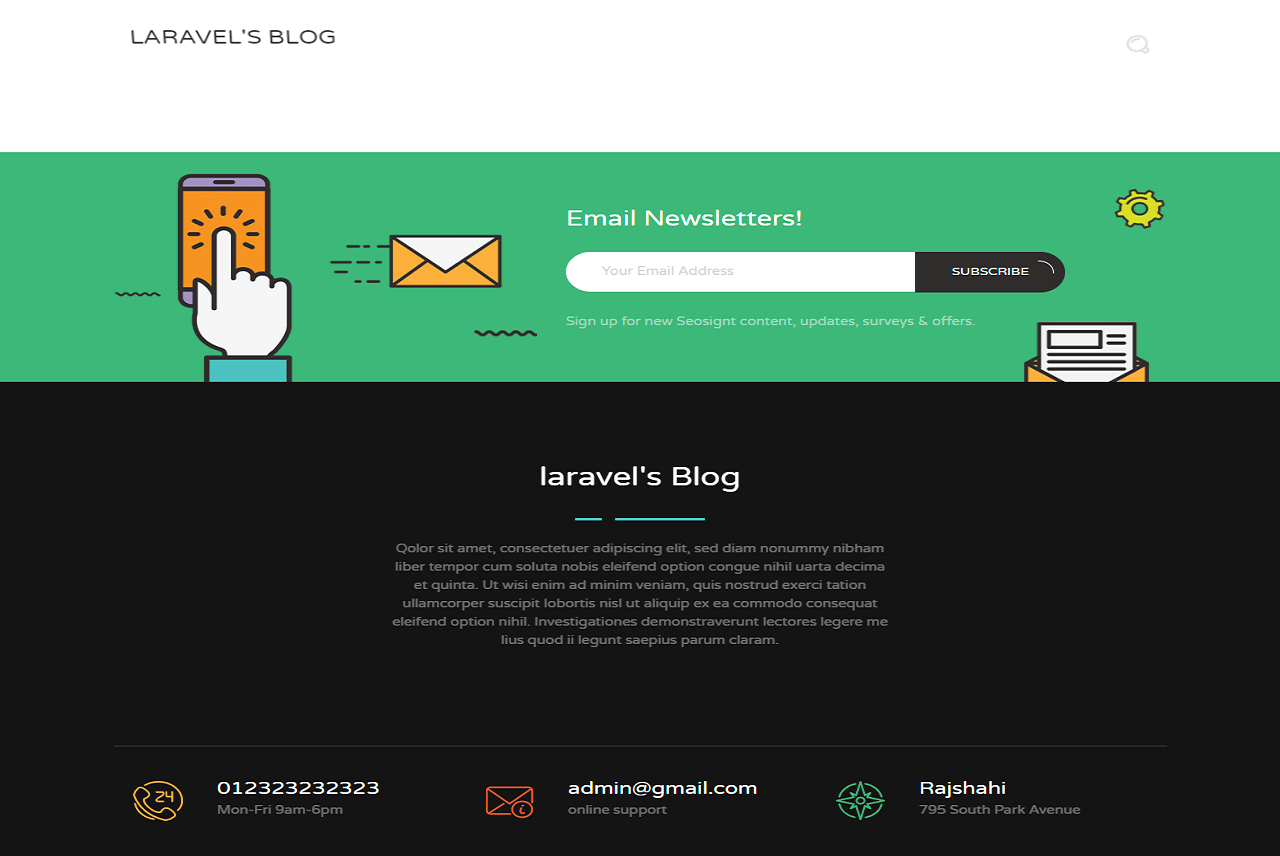 LARAVEL'S BLOG
Email Newsletters!
Your Email Address
SUBSCRIBE
Sign up for new Seosignt content, updates, surveys & offers.
laravel's Blog
Qolor sit amet, consectetuer adipiscing elit, sed diam nonummy nibham
liber tempor cum soluta nobis eleifend option congue nihil uarta decima
et quinta. Ut wisi enim ad minim veniam, quis nostrud exerci tation
ullamcorper suscipit lobortis nisl ut aliquip ex ea commodo consequat
eleifend option nihil. Investigationes demonstraverunt lectores legere me
lius quod ii legunt saepius parum claram.
24
012323232323
Mon-Fri 9am-6pm
i
admin@gmail.com
online support
Rajshahi
795 South Park Avenue